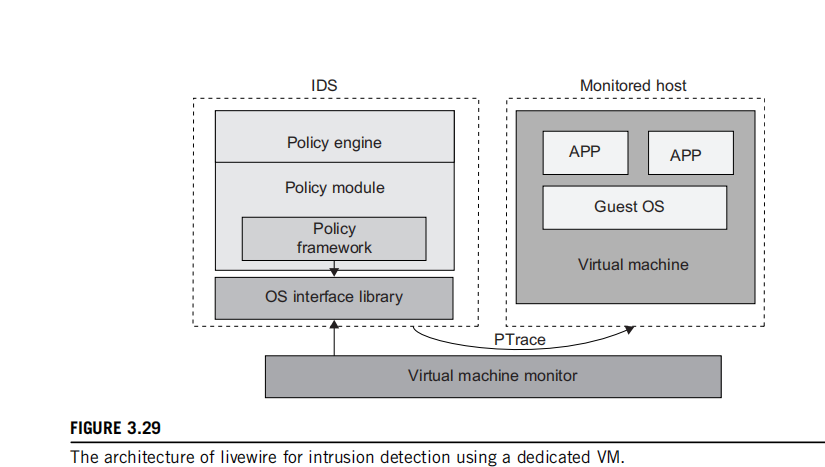 IDS
Monitored host
Policy engine
Policy module
Policy
framework
OS interface library
APP
APP
Guest OS
Virtual machine
PTrace
Virtual machine monitor
FIGURE 3.29
The architecture of livewire for intrusion detection using a dedicated VM.